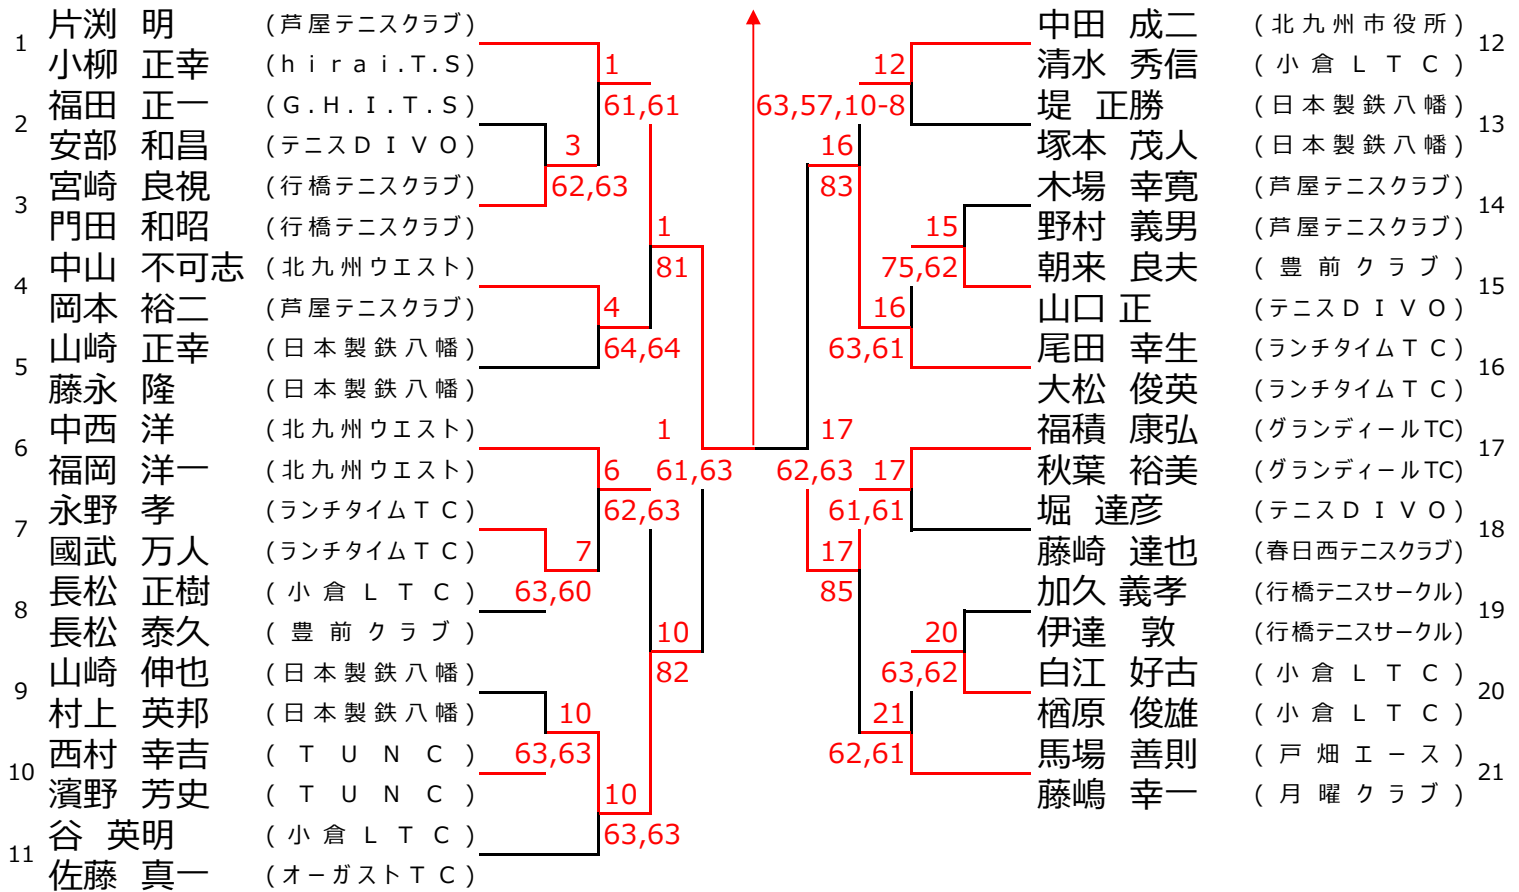 1 片渕 明 (芦屋テニスクラブ)
小柳 正幸 (hirai.T.S)
2 福田 正一 (G.H.I.T.S)
安部 和昌 (テニスDIVO)
3 宮崎 良視 (行橋テニスクラブ)
門田 和昭 (行橋テニスクラブ)
4 中山 不可志 (北九州ウエスト)
岡本 裕二 (芦屋テニスクラブ)
5 山崎 正幸 (日本製鉄八幡)
藤永 隆 (日本製鉄八幡)
6 中西 洋 (北九州ウエスト)
福岡 洋一 (北九州ウエスト)
7 永野 孝 (ランチタイムTC)
國武 万人 (ランチタイムTC)
8 長松 正樹 (小倉LTC)
長松 泰久 (豊前クラブ)
9 山崎 伸也 (日本製鉄八幡)
村上 英邦 (日本製鉄八幡)
10 西村 幸吉 (TUNC)
濱野 芳史 (TUNC)
11 谷 英明 (小倉LTC)
佐藤 真一 (オーガストTC)
3
62,63
7
63,60
10
63,63
1
61,61
4
64,64
6
62,63
10
63,63
1
81
10
82
1
61,63
17
62,63
16
83
17
85
12
63,57,10-8
16
63,61
17
61,61
21
62,61
15
75,62
20
63,62
中田 成二 (北九州市役所) 12
清水 秀信 (小倉LTC)
堤 正勝 (日本製鉄八幡) 13
塚本 茂人 (日本製鉄八幡)
木場 幸寛 (芦屋テニスクラブ) 14
野村 義男 (芦屋テニスクラブ)
朝来 良夫 (豊前クラブ) 15
山口 正 (テニスDIVO)
尾田 幸生 (ランチタイムTC) 16
大松 俊英 (ランチタイムTC)
福積 康弘 (グランディールTC) 17
秋葉 裕美 (グランディールTC)
堀 達彦 (テニスDIVO) 18
藤崎 達也 (春日西テニスクラブ)
加久 義孝 (行橋テニスサークル) 19
伊達 敦 (行橋テニスサークル)
白江 好古 (小倉LTC) 20
楢原 俊雄 (小倉LTC)
馬場 善則 (戸畑エース) 21
藤嶋 幸一 (月曜クラブ)